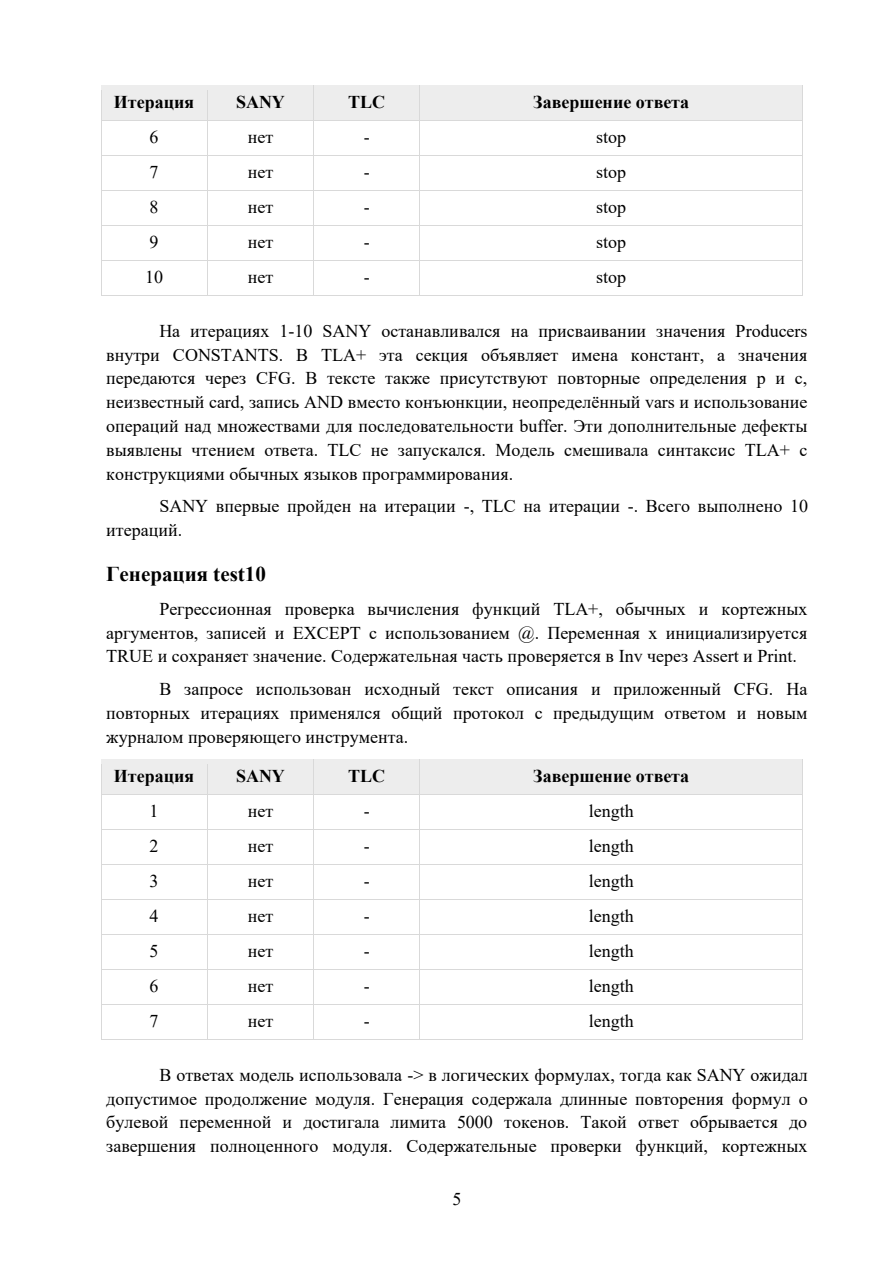 Итерация SANY TLC Завершение ответа
6 нет - stop
7 нет - stop
8 нет - stop
9 нет - stop
10 нет - stop
На итерациях 1-10 SANY останавливался на присваивании значения Producers
внутри CONSTANTS. В TLA+ эта секция объявляет имена констант, а значения
передаются через CFG. В тексте также присутствуют повторные определения p и c,
неизвестный card, запись AND вместо конъюнкции, неопределённый vars и использование
операций над множествами для последовательности buffer. Эти дополнительные дефекты
выявлены чтением ответа. TLC не запускался. Модель смешивала синтаксис TLA+ с
конструкциями обычных языков программирования.
SANY впервые пройден на итерации -, TLC на итерации -. Всего выполнено 10
итераций.
Генерация test10
Регрессионная проверка вычисления функций TLA+, обычных и кортежных
аргументов, записей и EXCEPT с использованием @. Переменная x инициализируется
TRUE и сохраняет значение. Содержательная часть проверяется в Inv через Assert и Print.
В запросе использован исходный текст описания и приложенный CFG. На
повторных итерациях применялся общий протокол с предыдущим ответом и новым
журналом проверяющего инструмента.
Итерация SANY TLC Завершение ответа
1 нет - length
2 нет - length
3 нет - length
4 нет - length
5 нет - length
6 нет - length
7 нет - length
В ответах модель использовала -> в логических формулах, тогда как SANY ожидал
допустимое продолжение модуля. Генерация содержала длинные повторения формул о
булевой переменной и достигала лимита 5000 токенов. Такой ответ обрывается до
завершения полноценного модуля. Содержательные проверки функций, кортежных
5